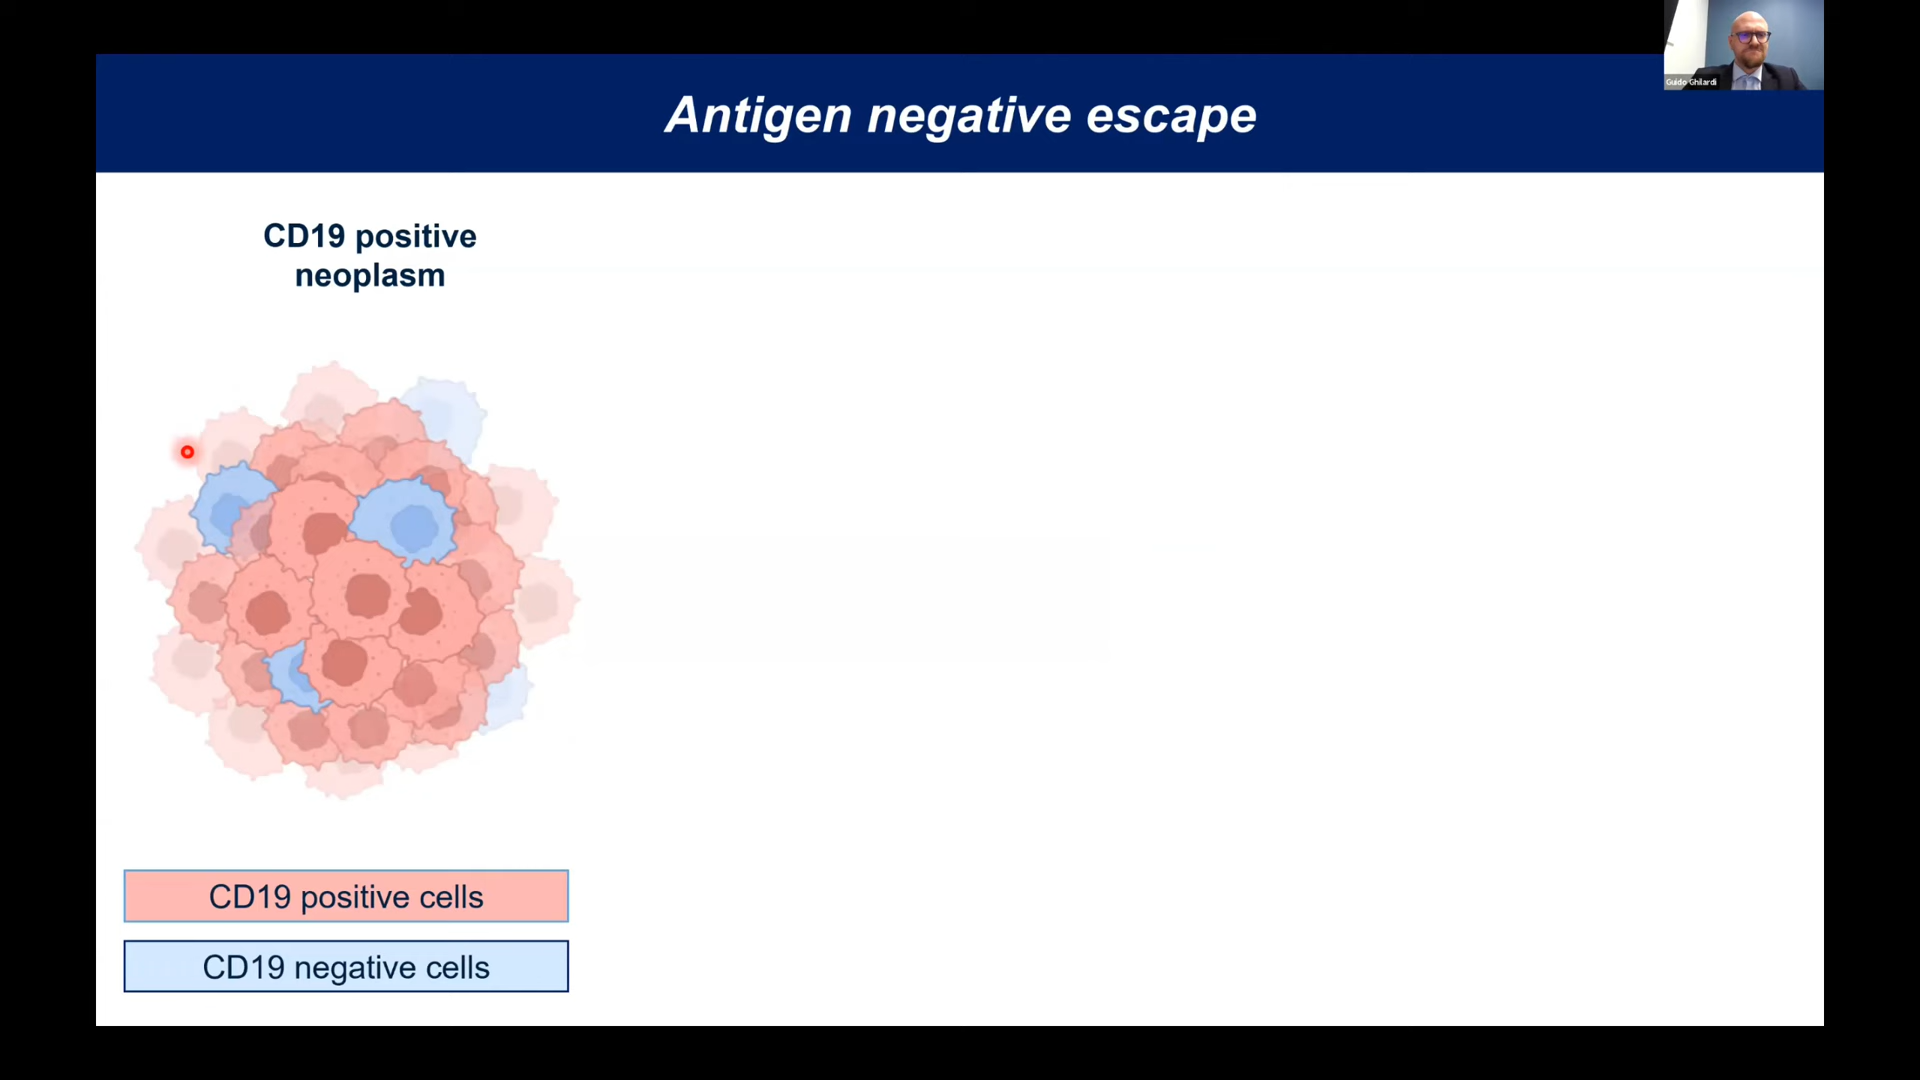 Guido Ghilardi
Antigen negative escape
CD19 positive
neoplasm
CD19 positive cells
CD19 negative cells